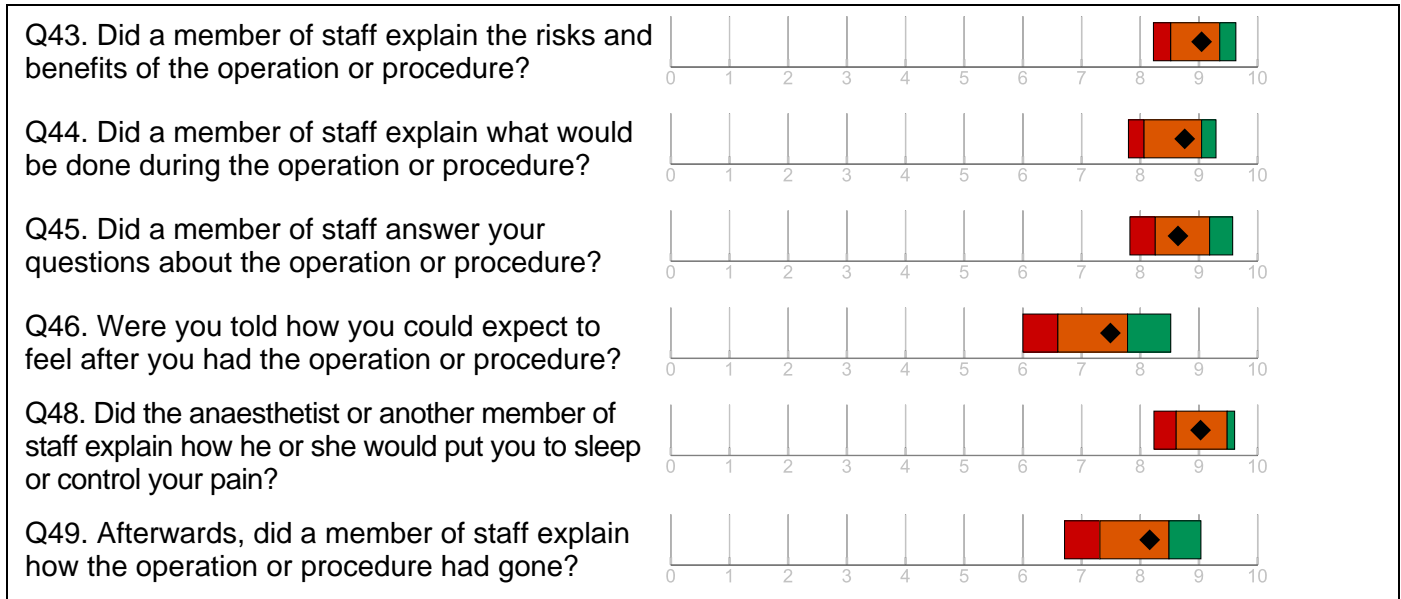 Q43. Did a member of staff explain the risks and
benefits of the operation or procedure?
0 1 2 3 4 5 6 7 8 9 10
Q44. Did a member of staff explain what would
be done during the operation or procedure?
0 1 2 3 4 5 6 7 8 9 10
Q45. Did a member of staff answer your
questions about the operation or procedure?
0 1 2 3 4 5 6 7 8 9 10
Q46. Were you told how you could expect to
feel after you had the operation or procedure?
0 1 2 3 4 5 6 7 8 9 10
Q48. Did the anaesthetist or another member of
staff explain how he or she would put you to sleep
or control your pain?
0 1 2 3 4 5 6 7 8 9 10
Q49. Afterwards, did a member of staff explain
how the operation or procedure had gone?
0 1 2 3 4 5 6 7 8 9 10